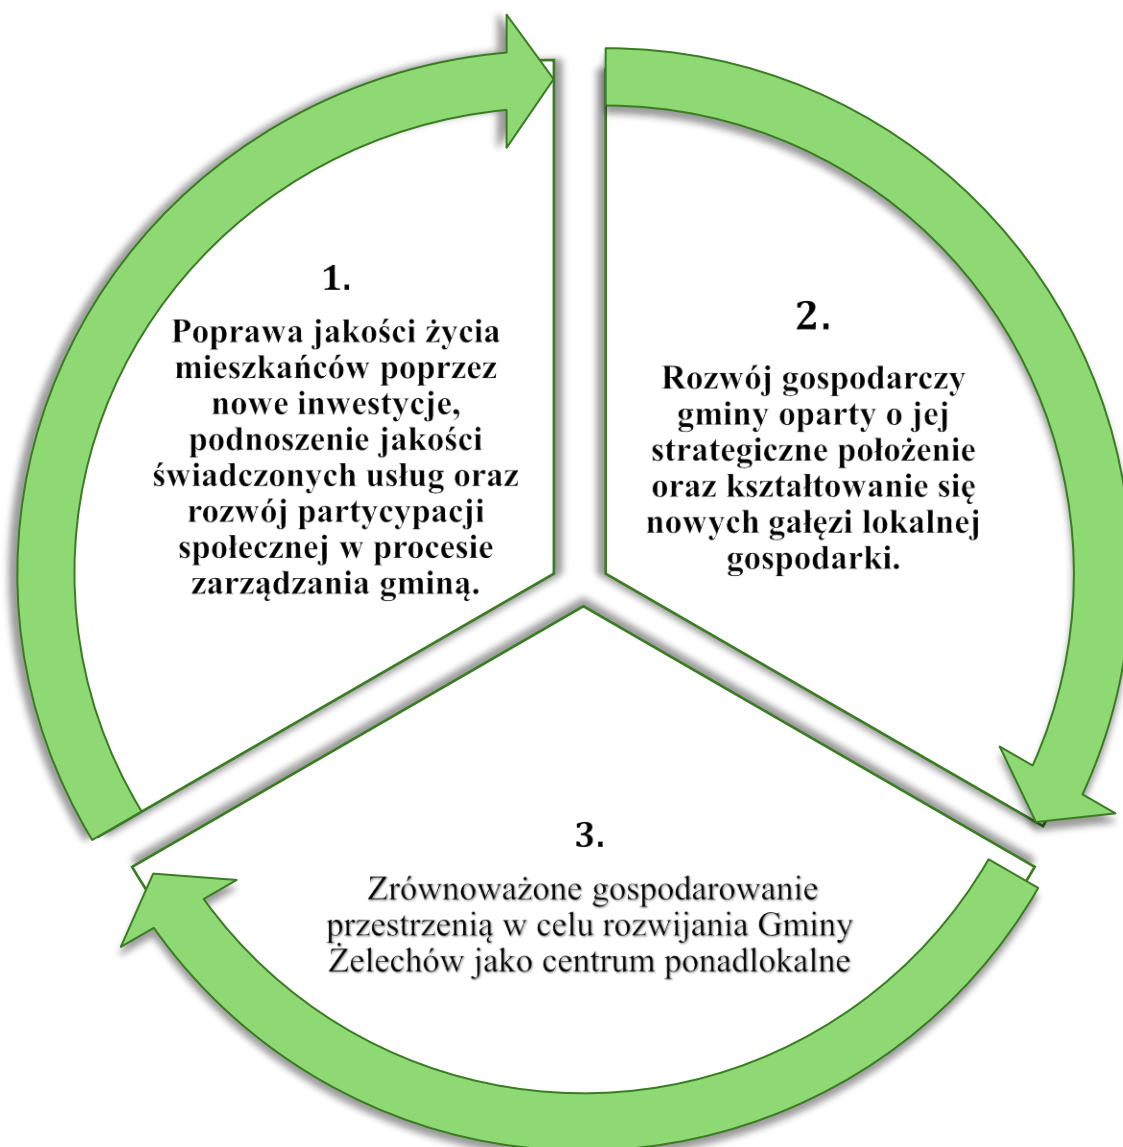 1.
Poprawa jakości życia
mieszkańców poprzez
nowe inwestycje,
podnoszenie jakości
świadczonych usług oraz
rozwój partycypacji
społecznej w procesie
zarządzania gminą.
2.
Rozwój gospodarczy
gminy oparty o jej
strategiczne położenie
oraz kształtowanie się
nowych gałęzi lokalnej
gospodarki.
3.
Zrównoważone gospodarowanie
przestrzenią w celu rozwijania Gminy
Żelechów jako centrum ponadlokalne